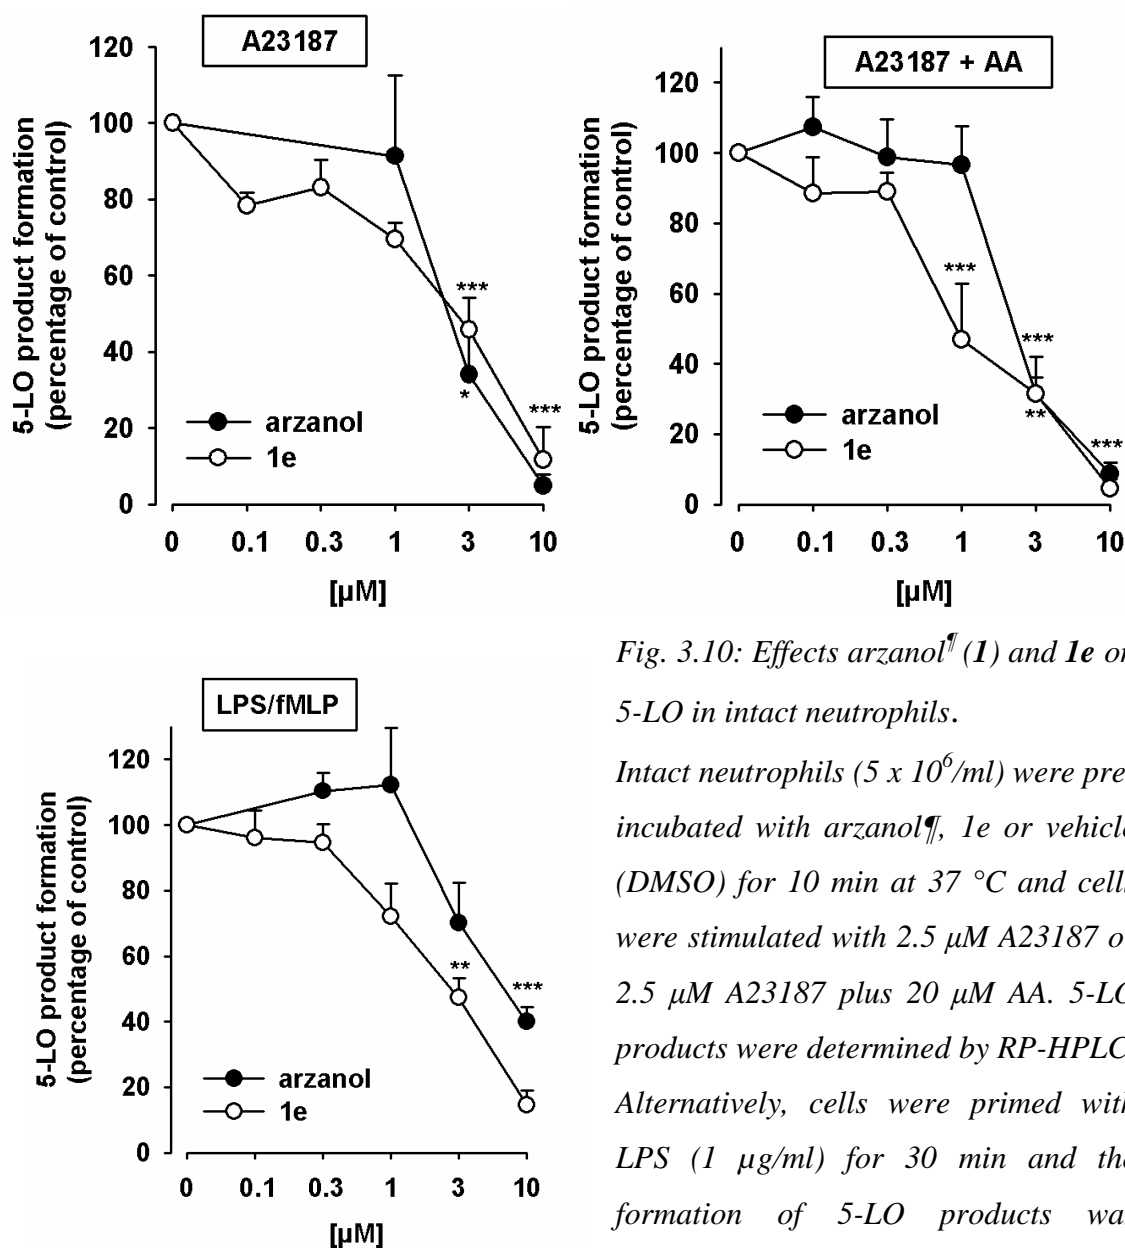 A23187
120
100
80
60
40
20
0
5-LO product formation
(percentage of control)
***
*
***
arzanol
1e
0 0.1 0.3 1 3 10
[µM]
A23187 + AA
120
100
80
60
40
20
0
5-LO product formation
(percentage of control)
***
***
**
***
arzanol
1e
0 0.1 0.3 1 3 10
[µM]
LPS/fMLP
120
100
80
60
40
20
0
5-LO product formation
(percentage of control)
**
***
arzanol
1e
0 0.1 0.3 1 3 10
[µM]
Fig. 3.10: Effects arzanol¶ (1) and 1e on
5-LO in intact neutrophils.
Intact neutrophils (5 x 10⁶/ml) were pre
incubated with arzanol¶, 1e or vehicle
(DMSO) for 10 min at 37 °C and cells
were stimulated with 2.5 µM A23187 o
2.5 µM A23187 plus 20 µM AA. 5-LO
products were determined by RP-HPLC
Alternatively, cells were primed with
LPS (1 µg/ml) for 30 min and the
formation of 5-LO products wa